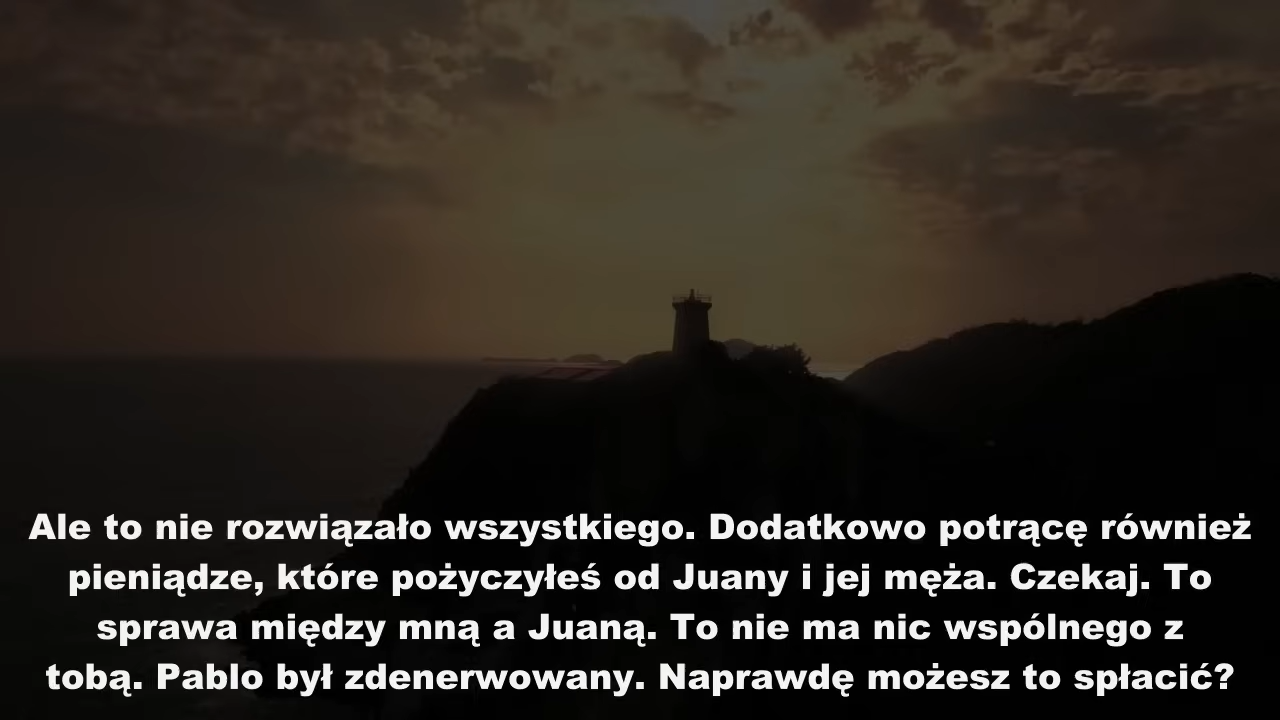 Ale to nie rozwiązało wszystkiego. Dodatkowo potrącę również
pieniądze, które pożyczyłeś od Juany i jej męża. Czekaj. To
sprawa między mną a Juaną. To nie ma nic wspólnego z
tobą. Pablo był zdenerwowany. Naprawdę możesz to spłacić?